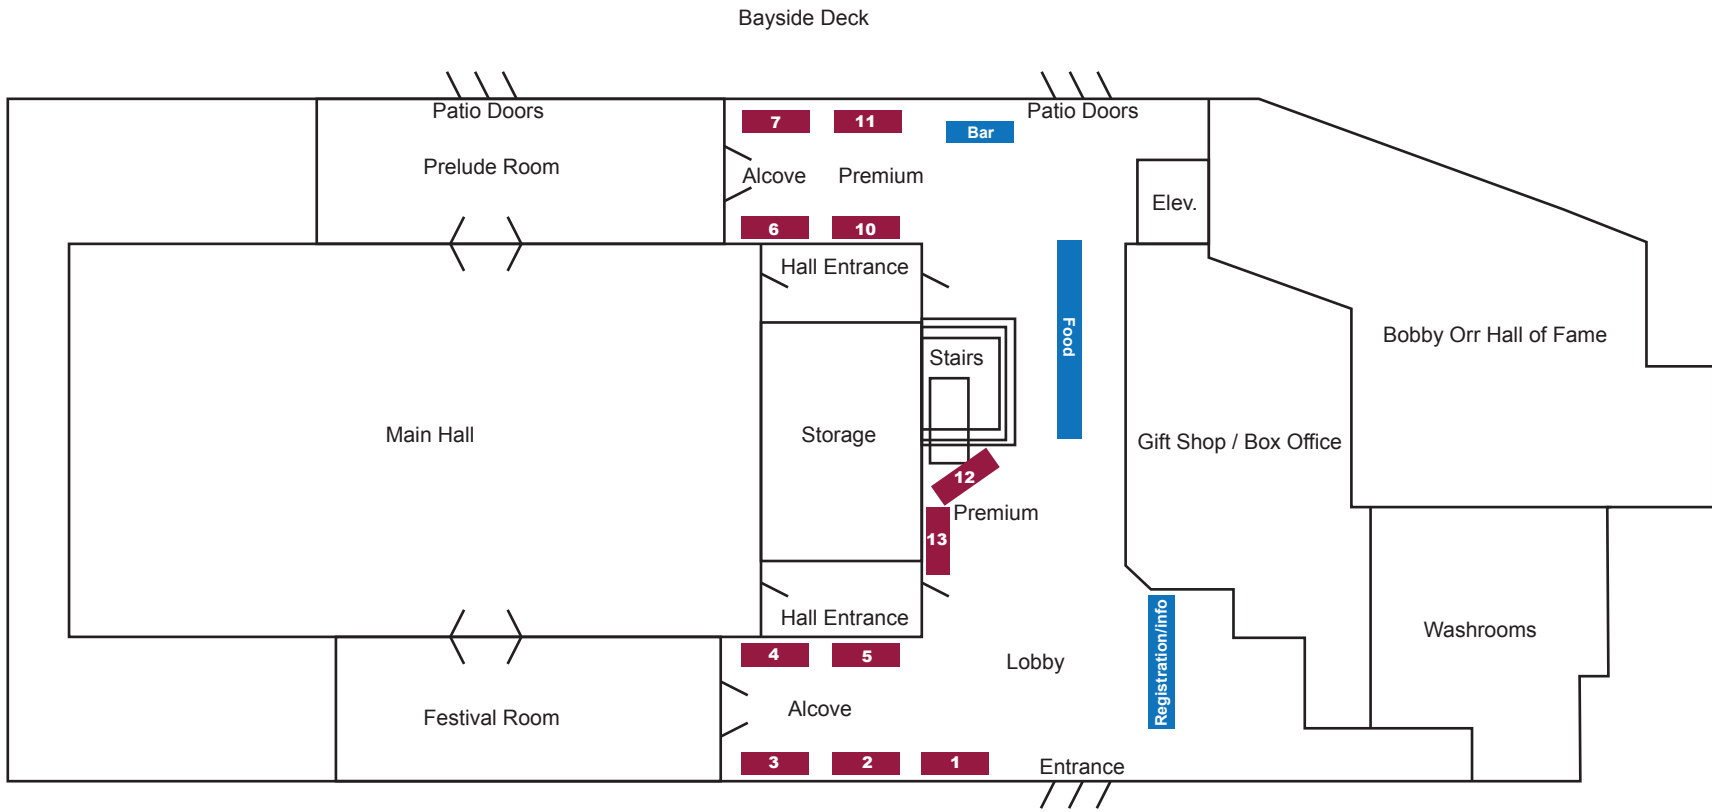 Bayside Deck
Patio Doors
Patio Doors
7
11
Bar
Prelude Room
Alcove
Premium
Elev.
6
10
Hall Entrance
Food
Stairs
Bobby Orr Hall of Fame
Main Hall
Storage
Gift Shop / Box Office
12
Premium
13
Hall Entrance
Registration/info
Washrooms
4
5
Lobby
Festival Room
Alcove
3
2
1
Entrance